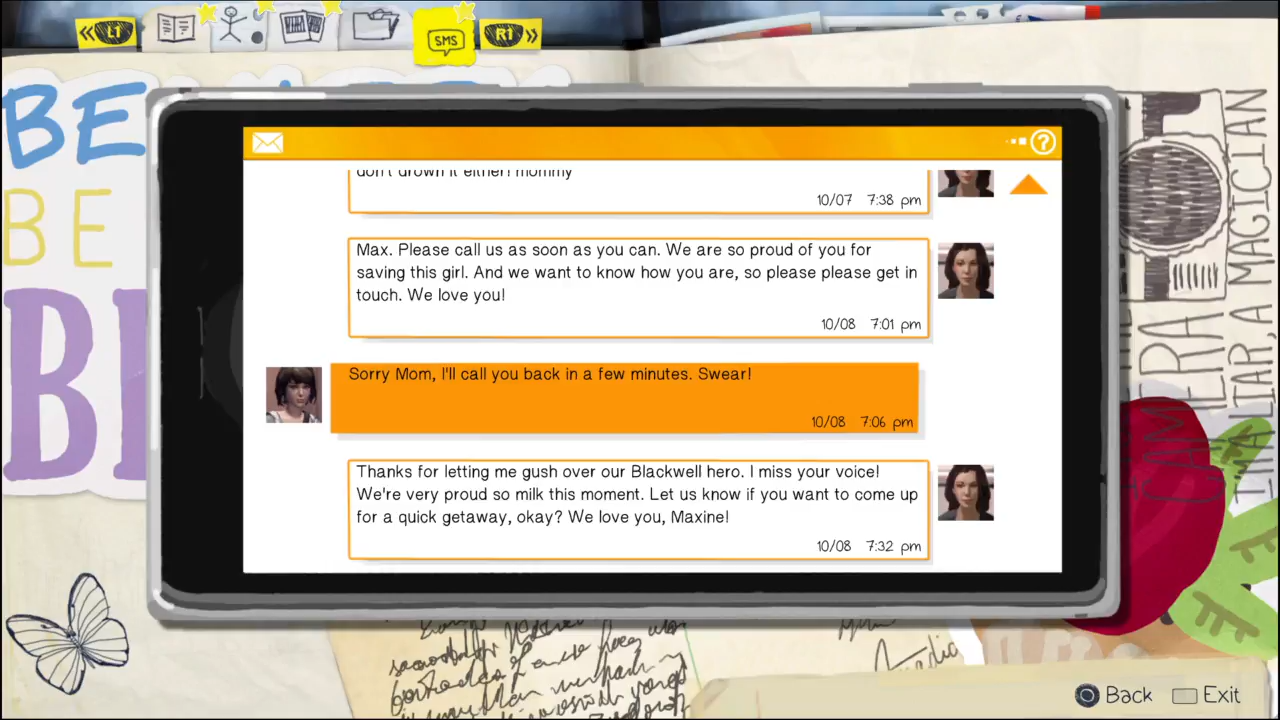 L1
SMS
R1
BE
BE
don't drown it either! mommy
10/07 7:38 pm
Max. Please call us as soon as you can. We are so proud of you for
saving this girl. And we want to know how you are, so please please get in
touch. We love you!
10/08 7:01 pm
Sorry Mom, I'll call you back in a few minutes. Swear!
10/08 7:06 pm
Thanks for letting me gush over our Blackwell hero. I miss your voice!
We're very proud so milk this moment. Let us know if you want to come up
for a quick getaway, okay? We love you, Maxine!
10/08 7:32 pm
?
CAMERA
LIAR, A MAGICIAN
Back
Exit